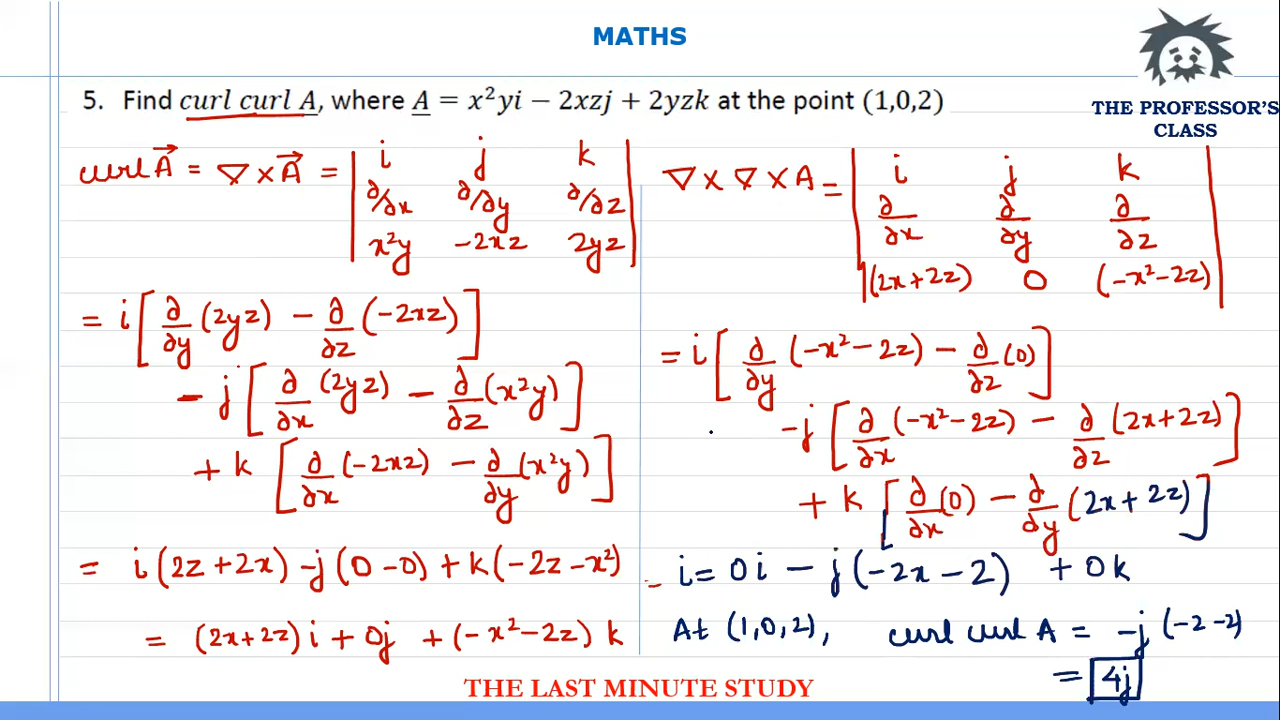 MATHS
THE PROFESSOR'S
CLASS
5. Find curl curl A, where A = x²yi − 2xzj + 2yzk at the point (1,0,2)
curl A⃗ = ∇ × A⃗ = | i j k |
| ∂/∂x ∂/∂y ∂/∂z |
| x²y -2xz 2yz |
= i [ ∂/∂y (2yz) − ∂/∂z (-2xz) ]
- j [ ∂/∂x (2yz) − ∂/∂z (x²y) ]
+ k [ ∂/∂x (-2xz) − ∂/∂y (x²y) ]
= i (2z + 2x) - j (0 - 0) + k (-2z - x²)
= (2x + 2z) i + 0j + (-x² - 2z) k
∇ × ∇ × A = | i j k |
| ∂/∂x ∂/∂y ∂/∂z |
| (2x + 2z) 0 (-x² - 2z) |
= i [ ∂/∂y (-x² - 2z) − ∂/∂z (0) ]
- j [ ∂/∂x (-x² - 2z) − ∂/∂z (2x + 2z) ]
+ k [ ∂/∂x (0) − ∂/∂y (2x + 2z) ]
= i = 0i − j (-2x - 2) + 0k
At (1,0,2), curl curl A = -j (-2 -2)
= 4j
THE LAST MINUTE STUDY